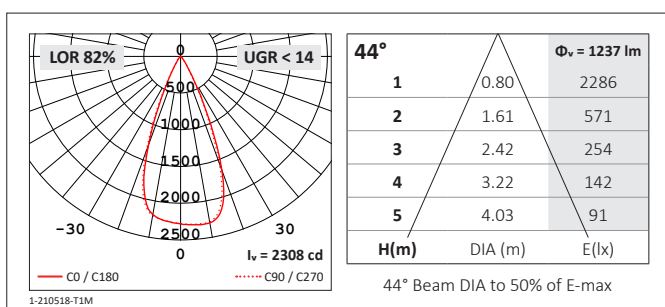 LOR 82%
UGR < 14
0
500
1000
1500
2000
2500
-30
30
0
Iᵥ = 2308 cd
C0 / C180
C90 / C270
1-210518-T1M
44°
Φᵥ = 1237 lm
1 0.80 2286
2 1.61 571
3 2.42 254
4 3.22 142
5 4.03 91
H(m) DIA (m) E(lx)
44° Beam DIA to 50% of E-max